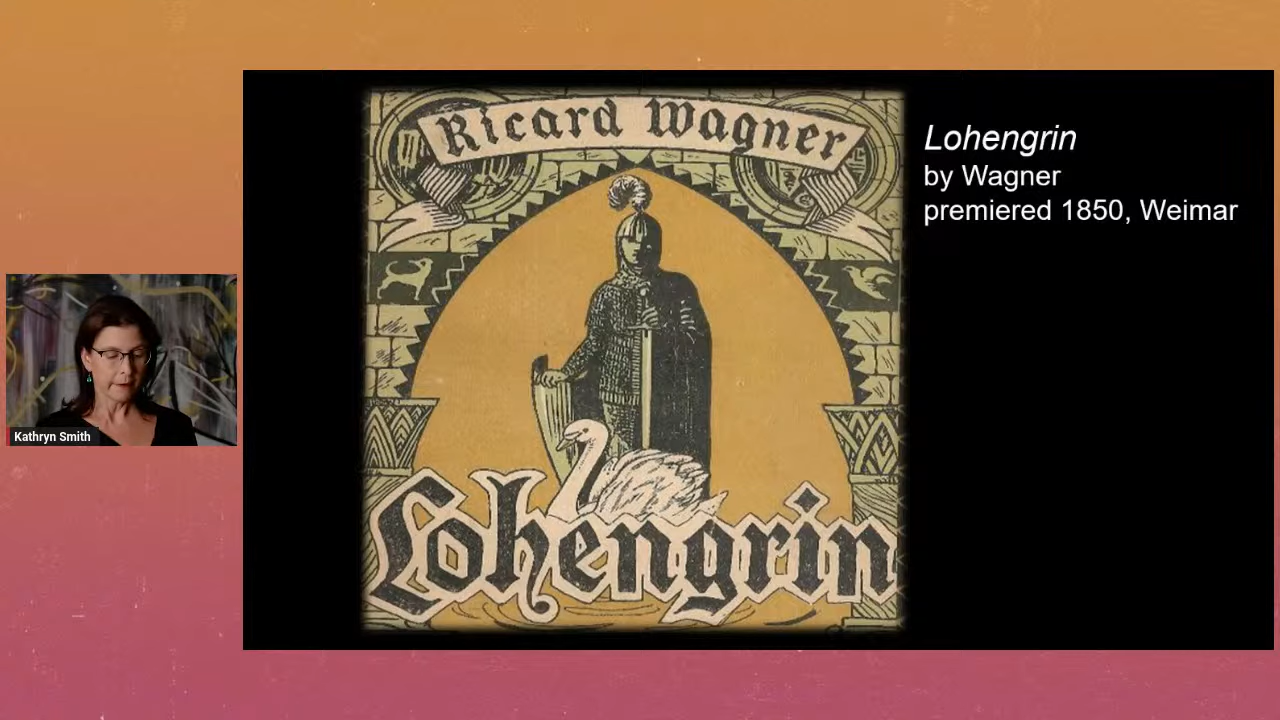 Ricard Wagner
Lohengrin
Lohengrin
by Wagner
premiered 1850, Weimar
Kathryn Smith